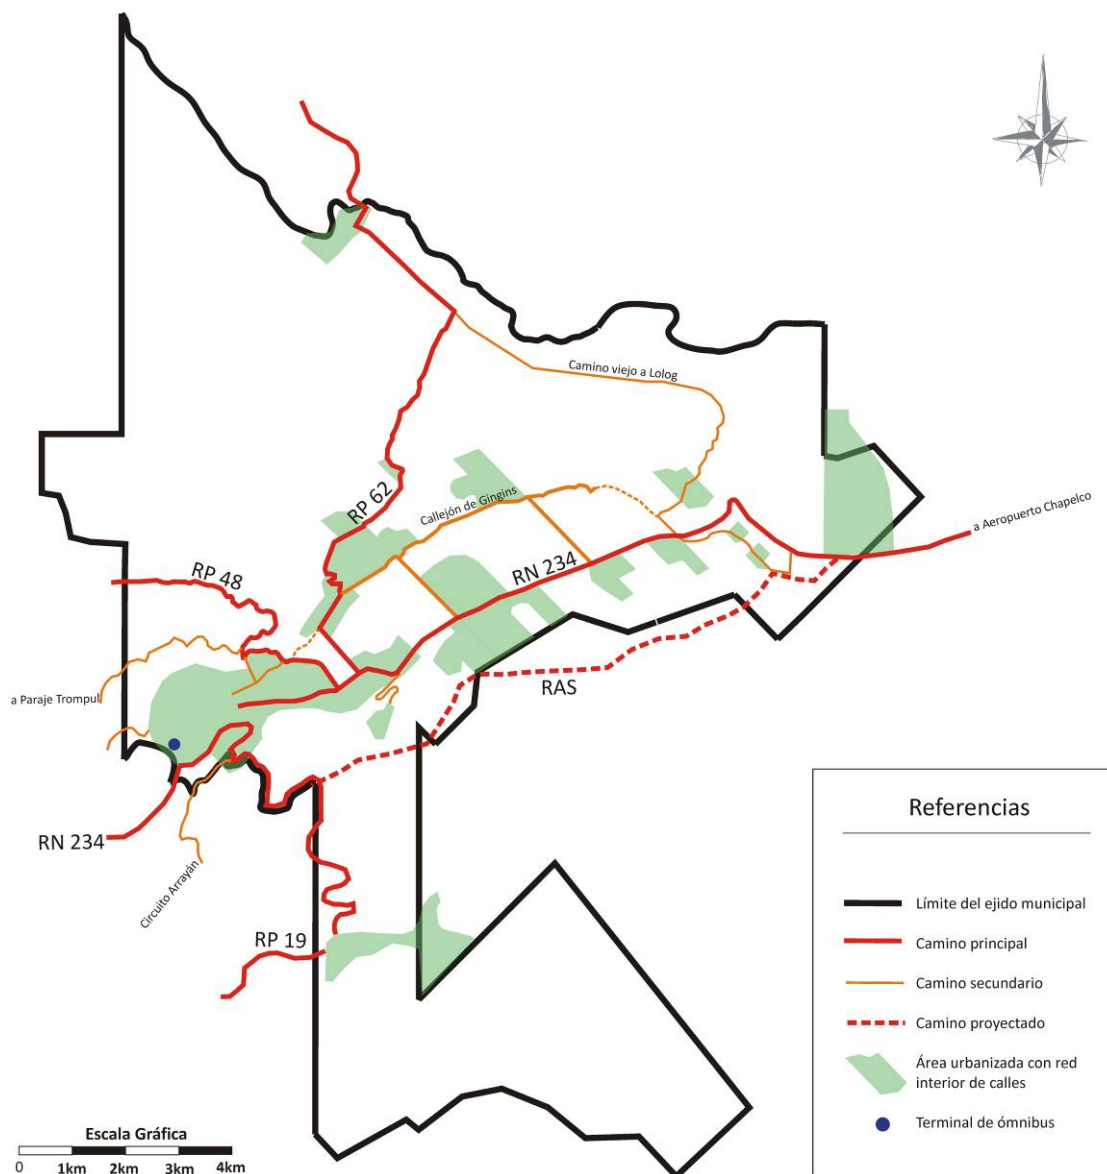 Camino viejo a Lolog
RP 62
Callejón de Gingins
a Aeropuerto Chapelco
RN 234
RP 48
a Paraje Trompul
RAS
RN 234
Circuito Arrayán
RP 19
Referencias
Límite del ejido municipal
Camino principal
Camino secundario
Camino proyectado
Área urbanizada con red
interior de calles
Terminal de ómnibus
Escala Gráfica
0 1km 2km 3km 4km